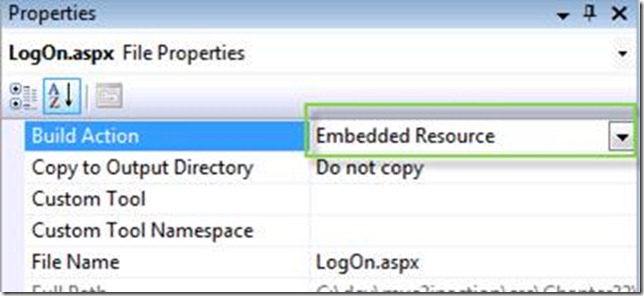 Properties
LogOn.aspx File Properties
Build Action Embedded Resource
Copy to Output Directory Do not copy
Custom Tool
Custom Tool Namespace
File Name LogOn.aspx
Full Path